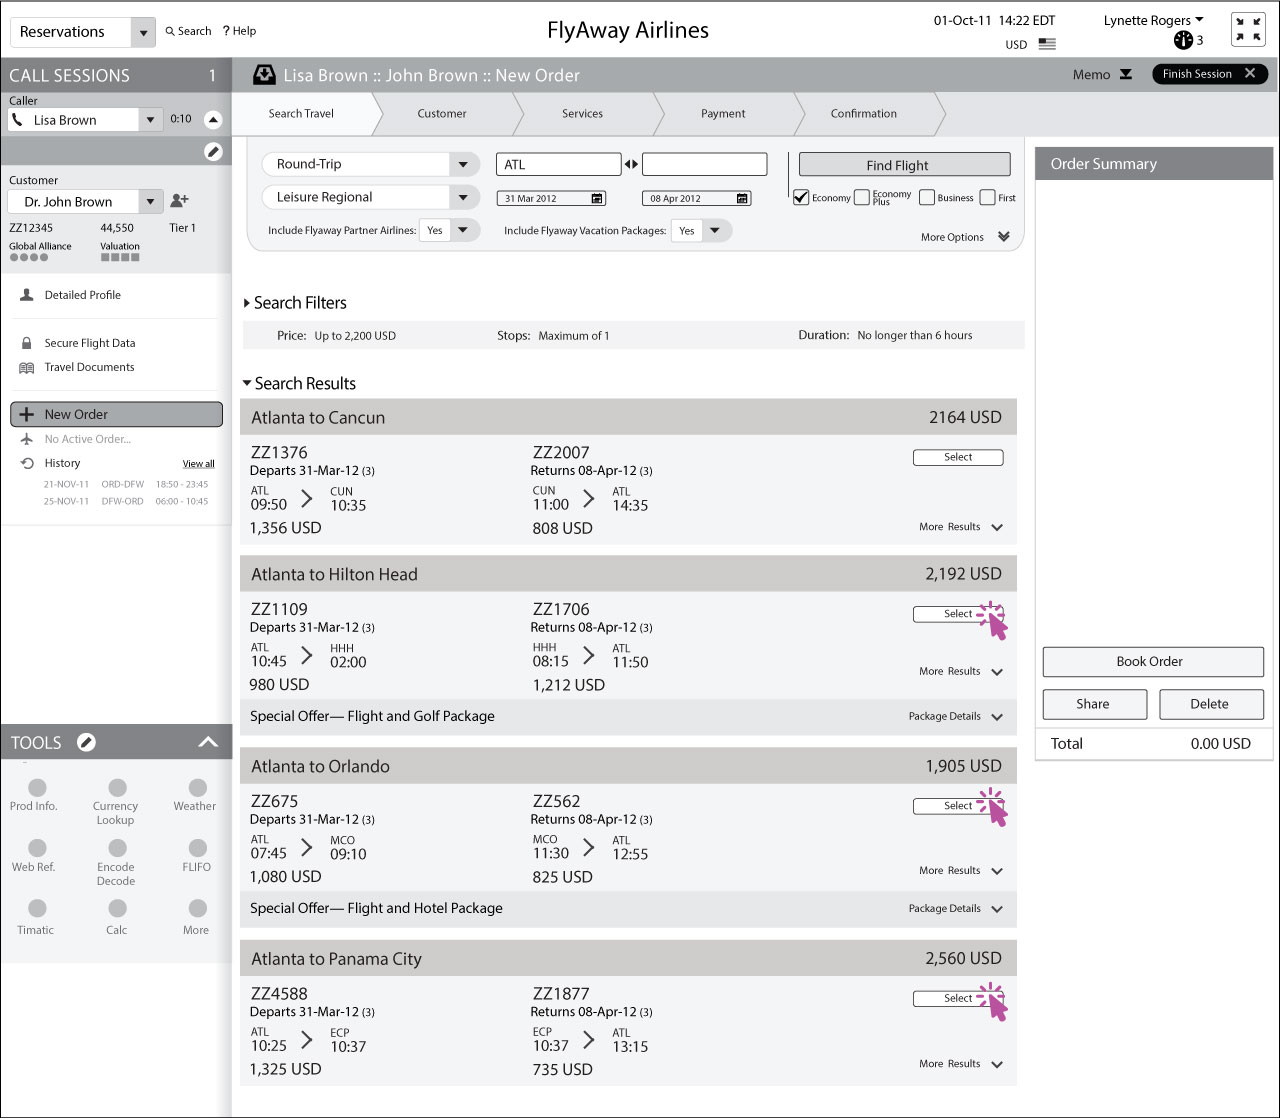 Reservations
Search
? Help
FlyAway Airlines
01-Oct-11 14:22 EDT
USD
Lynette Rogers
3
CALL SESSIONS 1
Caller
Lisa Brown
0:10
Customer
Dr. John Brown
ZZ12345 44,550 Tier 1
Global Alliance Valuation
Detailed Profile
Secure Flight Data
Travel Documents
New Order
No Active Order...
History View all
21-NOV-11 ORD-DFW 18:50 - 23:45
25-NOV-11 DFW-ORD 06:00 - 10:45
TOOLS
Prod Info. Currency Lookup Weather
Web Ref. Encode Decode FLIFO
Timatic Calc More
Lisa Brown :: John Brown :: New Order
Memo
Finish Session X
Search Travel Customer Services Payment Confirmation
Round-Trip ATL Find Flight
Leisure Regional 31 Mar 2012 08 Apr 2012 Economy Economy Plus Business First
Include Flyaway Partner Airlines: Yes Include Flyaway Vacation Packages: Yes
More Options
Search Filters
Price: Up to 2,200 USD Stops: Maximum of 1 Duration: No longer than 6 hours
Search Results
Atlanta to Cancun 2164 USD
ZZ1376 ZZ2007 Select
Departs 31-Mar-12 (3) Returns 08-Apr-12 (3)
ATL CUN CUN ATL
09:50 10:35 11:00 14:35
1,356 USD 808 USD More Results
Atlanta to Hilton Head 2,192 USD
ZZ1109 ZZ1706 Select
Departs 31-Mar-12 (3) Returns 08-Apr-12 (3)
ATL HHH HHH ATL
10:45 02:00 08:15 11:50
980 USD 1,212 USD More Results
Special Offer— Flight and Golf Package Package Details
Atlanta to Orlando 1,905 USD
ZZ675 ZZ562 Select
Departs 31-Mar-12 (3) Returns 08-Apr-12 (3)
ATL MCO MCO ATL
07:45 09:10 11:30 12:55
1,080 USD 825 USD More Results
Special Offer— Flight and Hotel Package Package Details
Atlanta to Panama City 2,560 USD
ZZ4588 ZZ1877 Select
Departs 31-Mar-12 (3) Returns 08-Apr-12 (3)
ATL ECP ECP ATL
10:25 10:37 10:37 13:15
1,325 USD 735 USD More Results
Order Summary
Book Order
Share Delete
Total 0.00 USD